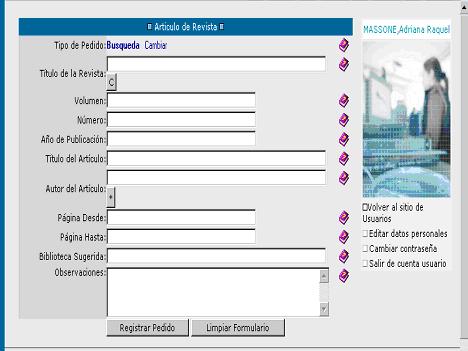 Artículo de Revista
MASSONE,Adriana Raquel
Tipo de Pedido: Busqueda Cambiar
Título de la Revista:
C
Volumen:
Número:
Año de Publicación:
Título del Artículo:
Autor del Artículo:
+
Página Desde:
Página Hasta:
Biblioteca Sugerida:
Observaciones:
Registrar Pedido Limpiar Formulario
Volver al sitio de
Usuarios
Editar datos personales
Cambiar contraseña
Salir de cuenta usuario